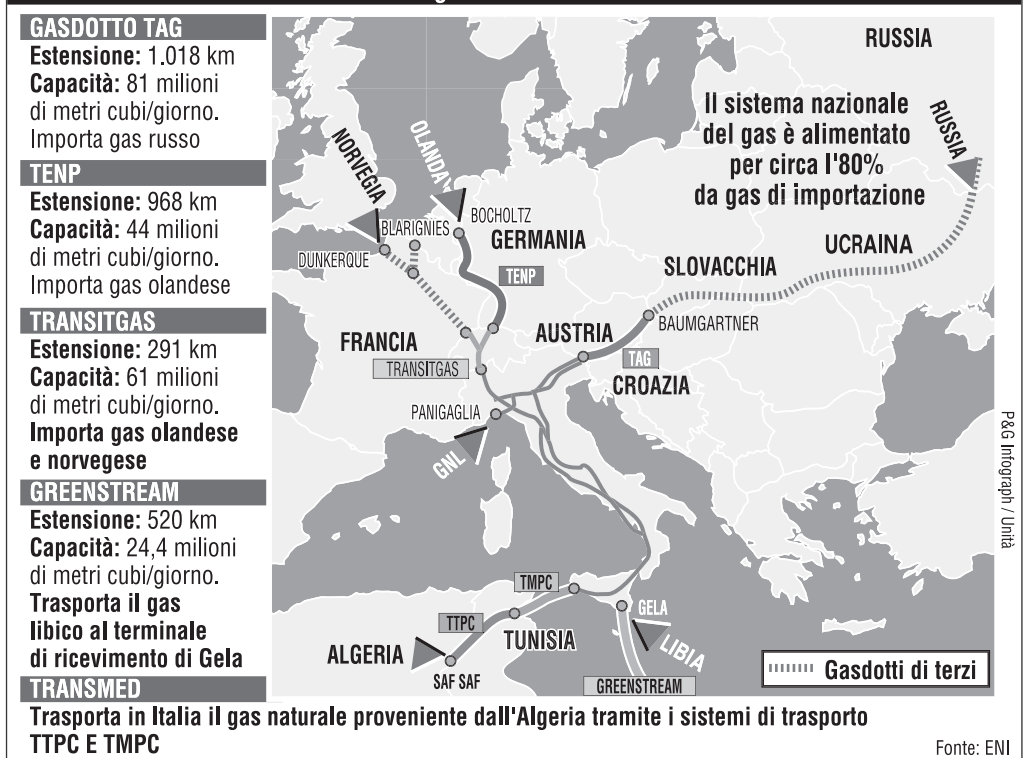 GASDOTTO TAG
Estensione: 1.018 km
Capacità: 81 milioni
di metri cubi/giorno.
Importa gas russo
TENP
Estensione: 968 km
Capacità: 44 milioni
di metri cubi/giorno.
Importa gas olandese
TRANSITGAS
Estensione: 291 km
Capacità: 61 milioni
di metri cubi/giorno.
Importa gas olandese
e norvegese
GREENSTREAM
Estensione: 520 km
Capacità: 24,4 milioni
di metri cubi/giorno.
Trasporta il gas
libico al terminale
di ricevimento di Gela
TRANSMED
Trasporta in Italia il gas naturale proveniente dall'Algeria tramite i sistemi di trasporto
TTPC E TMPC
RUSSIA
Il sistema nazionale
del gas è alimentato
per circa l'80%
da gas di importazione
RUSSIA
NORVEGIA
OLANDA
BLARIGNIES
BOCHOLTZ
GERMANIA
DUNKERQUE
TENP
UCRAINA
SLOVACCHIA
FRANCIA
AUSTRIA
BAUMGARTNER
TRANSITGAS
TAG
CROAZIA
PANIGAGLIA
GNL
TMPC
TTPC
GELA
TUNISIA
LIBIA
ALGERIA
SAF SAF
GREENSTREAM
Gasdotti di terzi
P&G Infograph / Unità
Fonte: ENI